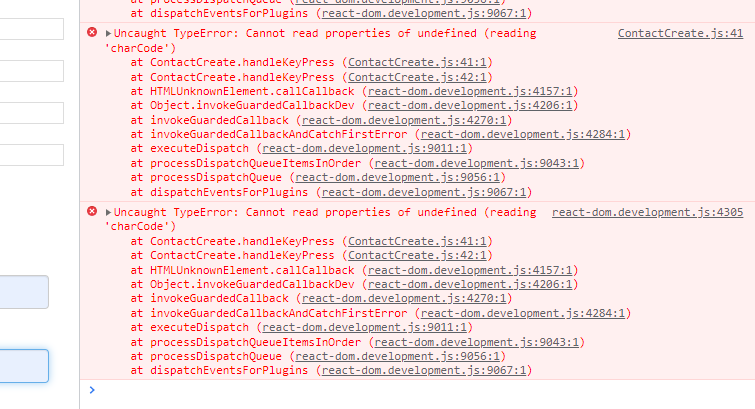 at processDispatchQueue (react-dom.development.js:9056:1)
at dispatchEventsForPlugins (react-dom.development.js:9067:1)
Uncaught TypeError: Cannot read properties of undefined (reading ContactCreate.js:41
'charCode')
at ContactCreate.handleKeyPress (ContactCreate.js:41:1)
at ContactCreate.handleKeyPress (ContactCreate.js:42:1)
at HTMLUnknownElement.callCallback (react-dom.development.js:4157:1)
at Object.invokeGuardedCallbackDev (react-dom.development.js:4206:1)
at invokeGuardedCallback (react-dom.development.js:4270:1)
at invokeGuardedCallbackAndCatchFirstError (react-dom.development.js:4284:1)
at executeDispatch (react-dom.development.js:9011:1)
at processDispatchQueueItemsInOrder (react-dom.development.js:9043:1)
at processDispatchQueue (react-dom.development.js:9056:1)
at dispatchEventsForPlugins (react-dom.development.js:9067:1)
Uncaught TypeError: Cannot read properties of undefined (reading react-dom.development.js:4305
'charCode')
at ContactCreate.handleKeyPress (ContactCreate.js:41:1)
at ContactCreate.handleKeyPress (ContactCreate.js:42:1)
at HTMLUnknownElement.callCallback (react-dom.development.js:4157:1)
at Object.invokeGuardedCallbackDev (react-dom.development.js:4206:1)
at invokeGuardedCallback (react-dom.development.js:4270:1)
at invokeGuardedCallbackAndCatchFirstError (react-dom.development.js:4284:1)
at executeDispatch (react-dom.development.js:9011:1)
at processDispatchQueueItemsInOrder (react-dom.development.js:9043:1)
at processDispatchQueue (react-dom.development.js:9056:1)
at dispatchEventsForPlugins (react-dom.development.js:9067:1)